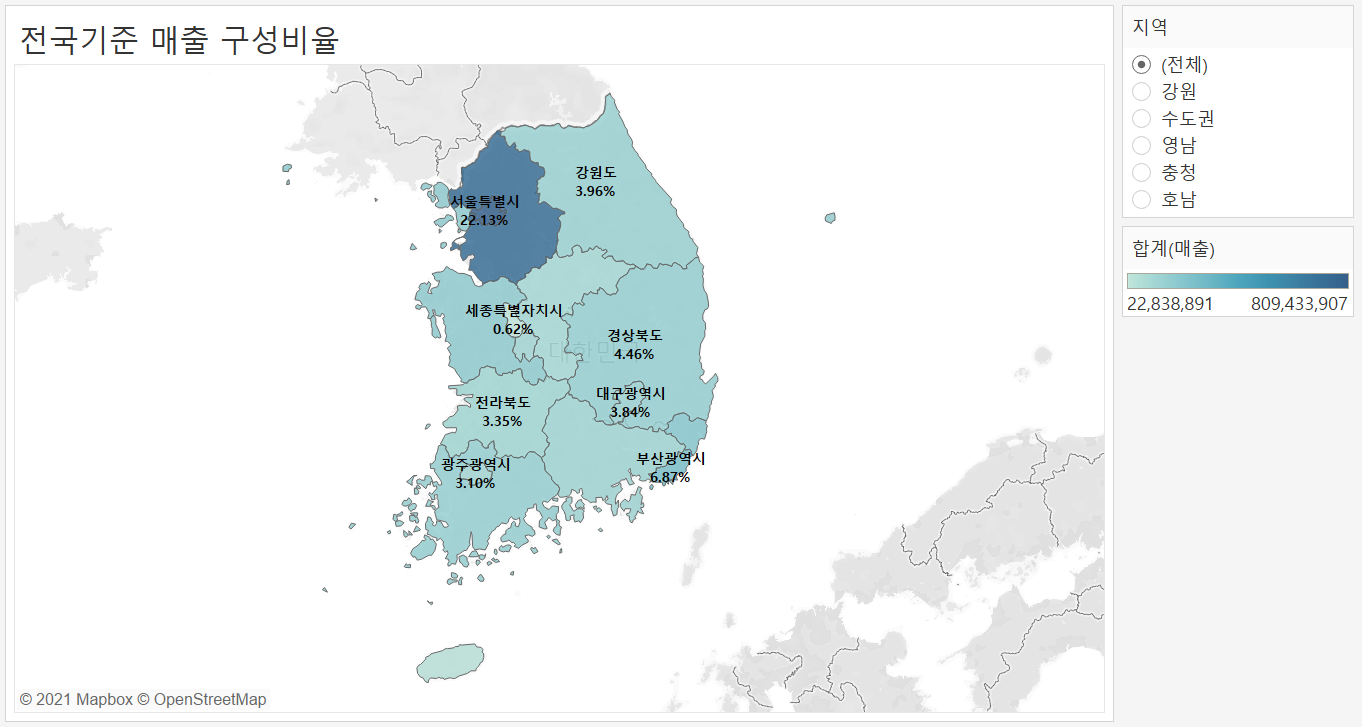 전국기준 매출 구성비율
강원도
3.96%
서울특별시
22.13%
세종특별자치시
0.62%
경상북도
4.46%
대한민
대구광역시
3.84%
전라북도
3.35%
부산광역시
6.87%
광주광역시
3.10%
© 2021 Mapbox © OpenStreetMap
지역
(전체)
강원
수도권
영남
충청
호남
합계(매출)
22,838,891 809,433,907